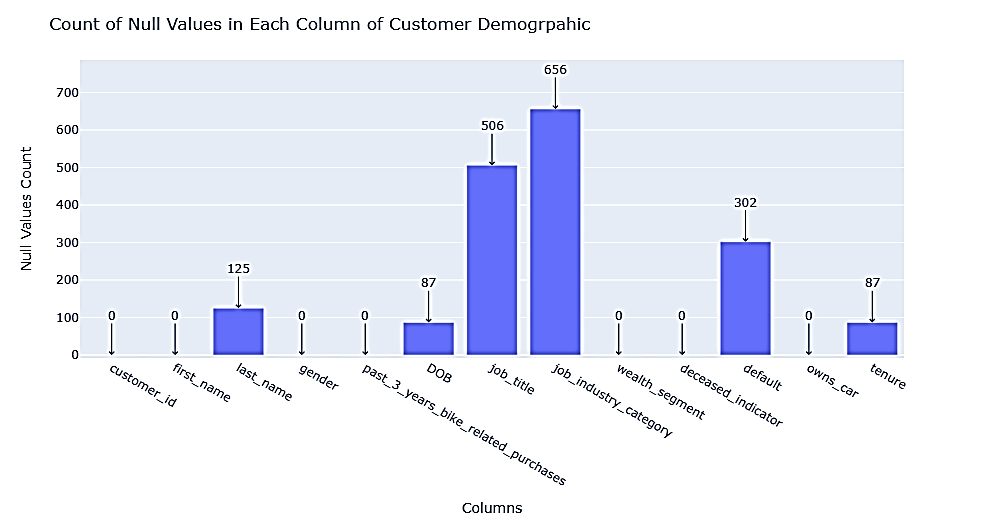 Count of Null Values in Each Column of Customer Demogrpahic
Null Values Count
700
600
500
400
300
200
100
0
0
0
125
0
0
87
506
656
0
0
302
0
87
customer_id
first_name
last_name
gender
past_3_years_bike_related_purchases
DOB
job_title
job_industry_category
wealth_segment
deceased_indicator
default
owns_car
tenure
Columns